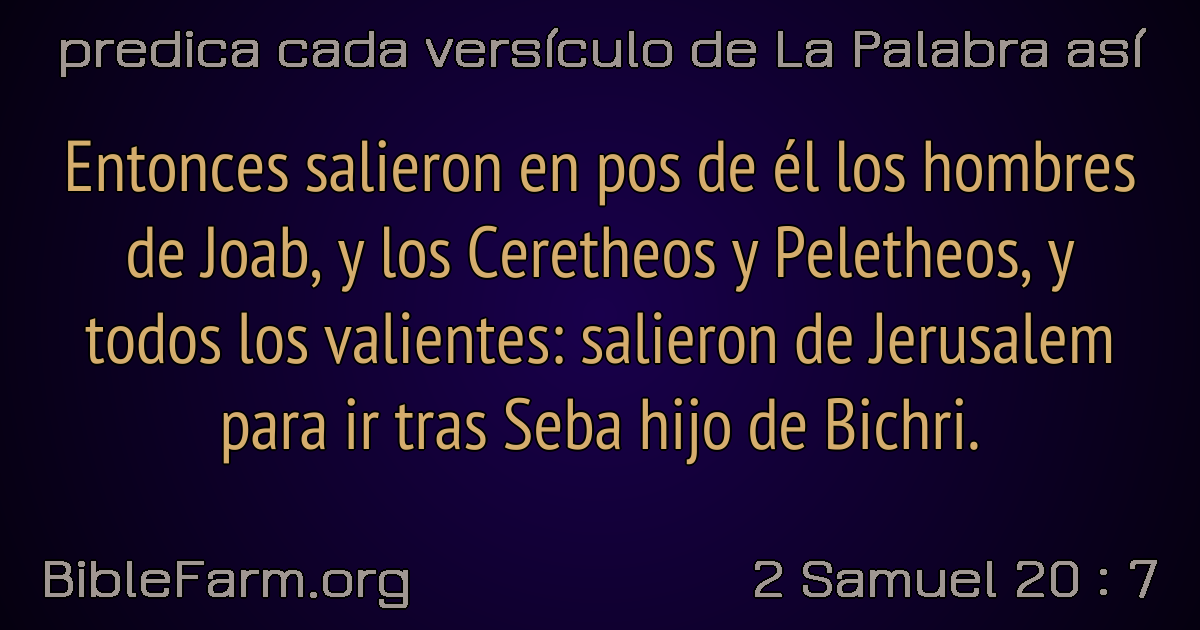 predica cada versículo de La Palabra así
Entonces salieron en pos de él los hombres
de Joab, y los Ceretheos y Peletheos, y
todos los valientes: salieron de Jerusalem
para ir tras Seba hijo de Bichri.
BibleFarm.org
2 Samuel 20 : 7